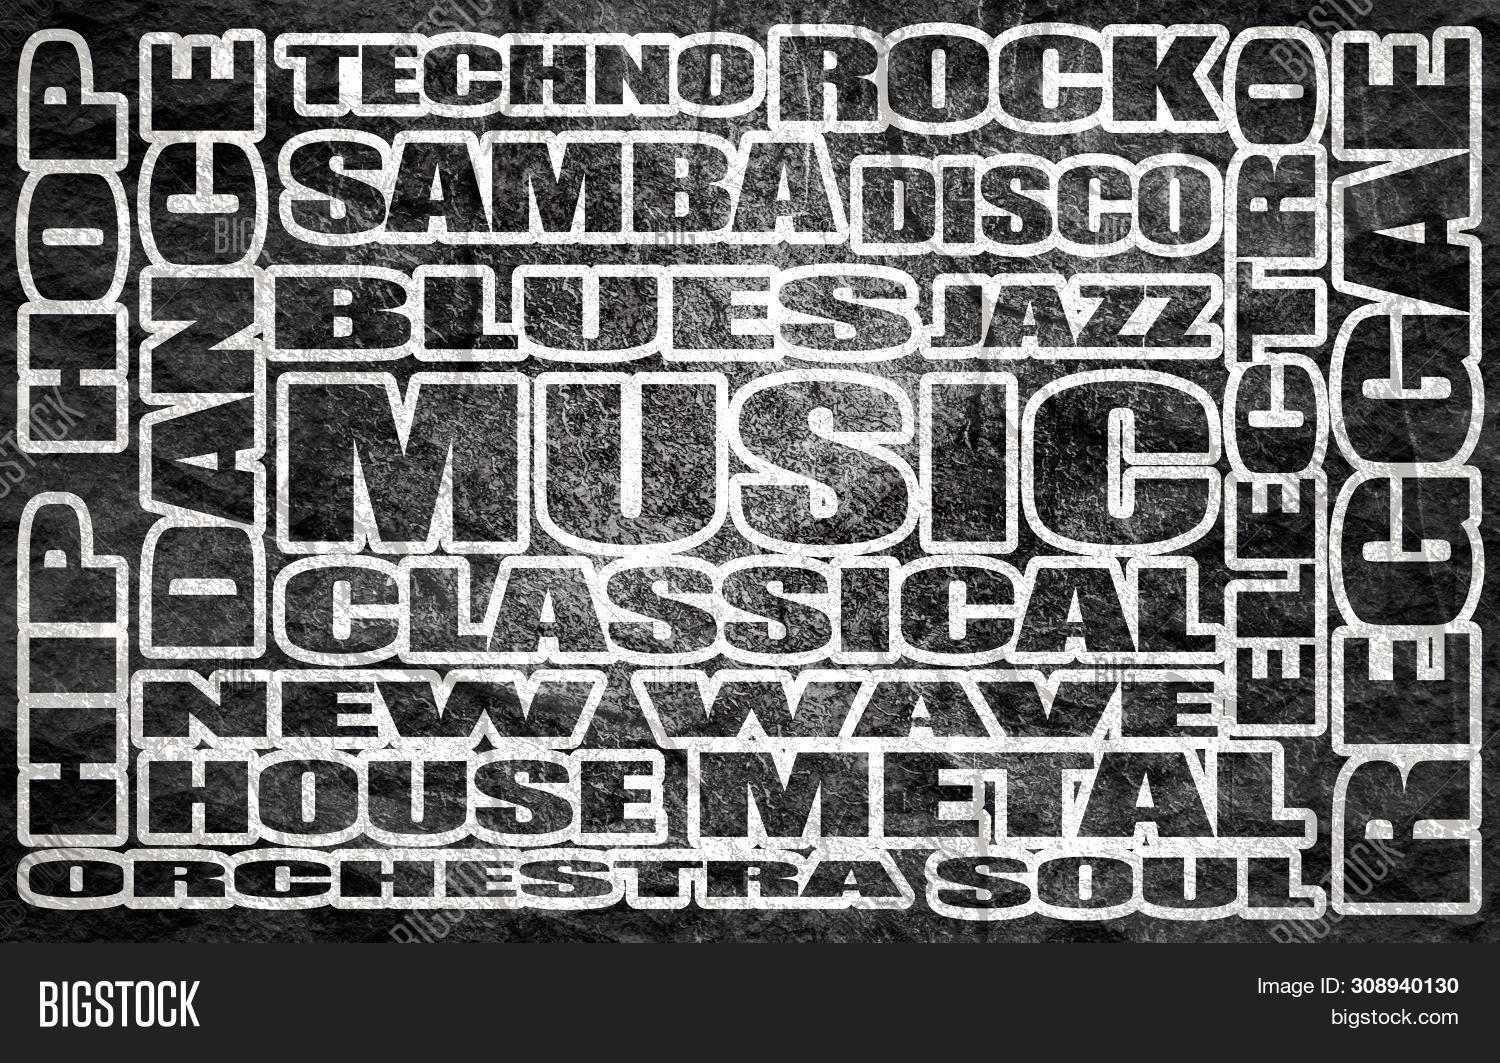 HIP HOP
DANCE
TECHNO ROCK
SAMBA DISCO
BLUES JAZZ
MUSIC
CLASSICAL
NEW WAVE
HOUSE METAL
ORCHESTRA SOUL
ELECTRO
REGGAE
BIGSTOCK
Image ID: 308940130
bigstock.com